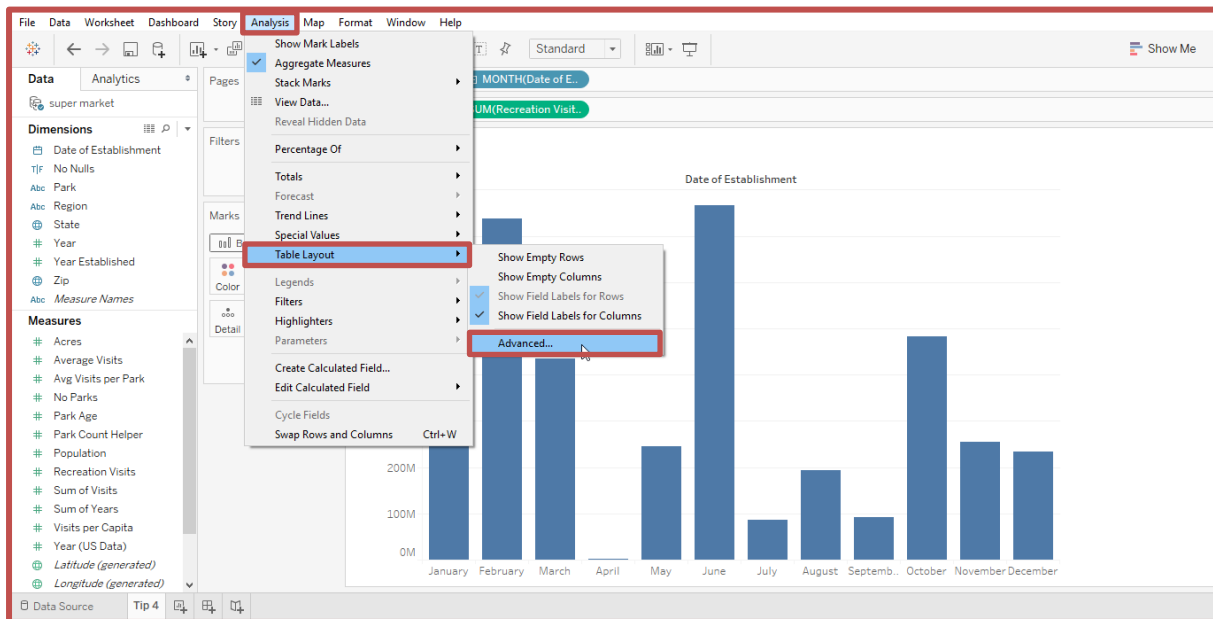 File Data Worksheet Dashboard Story Analysis Map Format Window Help
Standard
Show Me
Data Analytics
super market
Dimensions
Date of Establishment
T|F No Nulls
Abc Park
Abc Region
State
# Year
# Year Established
Zip
Abc Measure Names
Measures
# Acres
# Average Visits
# Avg Visits per Park
# No Parks
# Park Age
# Park Count Helper
# Population
# Recreation Visits
# Sum of Visits
# Sum of Years
# Visits per Capita
# Year (US Data)
Latitude (generated)
Longitude (generated)
Pages
Filters
Marks
Color
Detail
Show Mark Labels
Aggregate Measures
Stack Marks
View Data...
Reveal Hidden Data
Percentage Of
Totals
Forecast
Trend Lines
Special Values
Table Layout
Legends
Filters
Highlighters
Parameters
Create Calculated Field...
Edit Calculated Field
Cycle Fields
Swap Rows and Columns Ctrl+W
Show Empty Rows
Show Empty Columns
Show Field Labels for Rows
Show Field Labels for Columns
Advanced...
MONTH(Date of E..
SUM(Recreation Visit..
Date of Establishment
200M
100M
0M
January February March April May June July August Septemb.. October November December
Data Source Tip 4